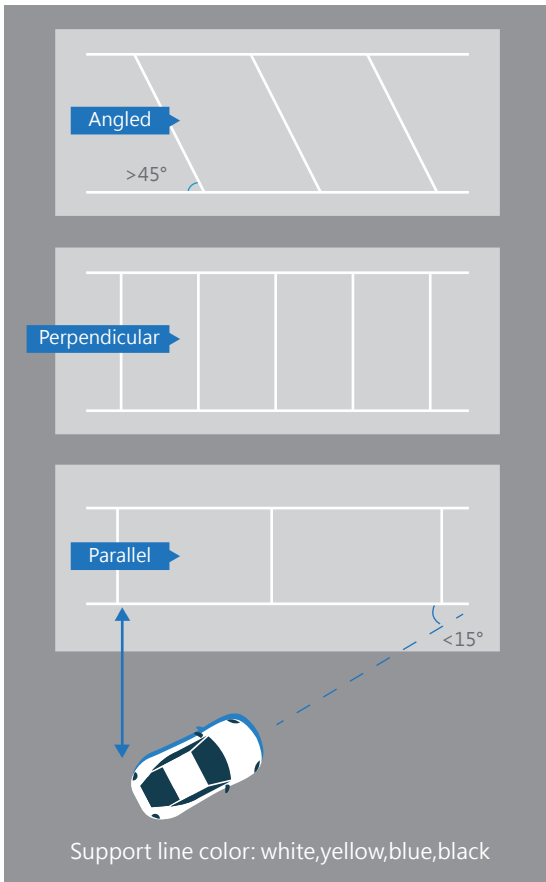 Angled
>45°
Perpendicular
Parallel
<15°
Support line color: white,yellow,blue,black